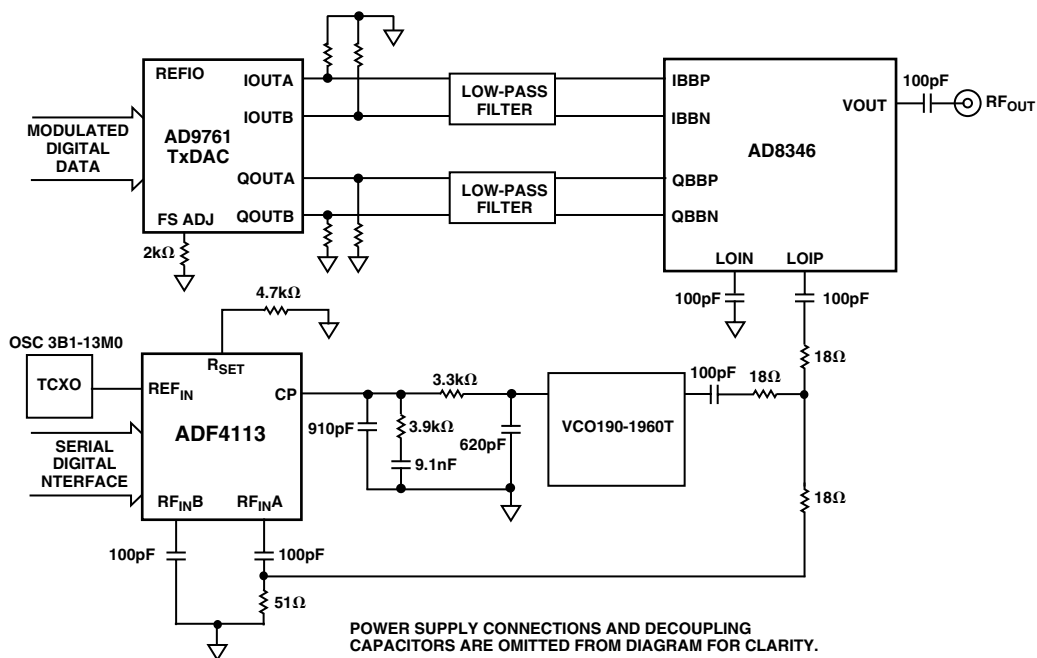 REFIO
IOUTA
IOUTB
QOUTA
QOUTB
AD9761
TxDAC
FS ADJ
MODULATED
DIGITAL
DATA
2kΩ
LOW-PASS
FILTER
LOW-PASS
FILTER
IBBP
IBBN
QBBP
QBBN
AD8346
VOUT
LOIN
LOIP
100pF
RFOUT
100pF
100pF
18Ω
4.7kΩ
OSC 3B1-13M0
TCXO
RSET
REFIN
CP
ADF4113
SERIAL
DIGITAL
NTERFACE
RFINB
RFINA
100pF
100pF
51Ω
910pF
3.9kΩ
9.1nF
3.3kΩ
620pF
VCO190-1960T
100pF
18Ω
18Ω
POWER SUPPLY CONNECTIONS AND DECOUPLING
CAPACITORS ARE OMITTED FROM DIAGRAM FOR CLARITY.